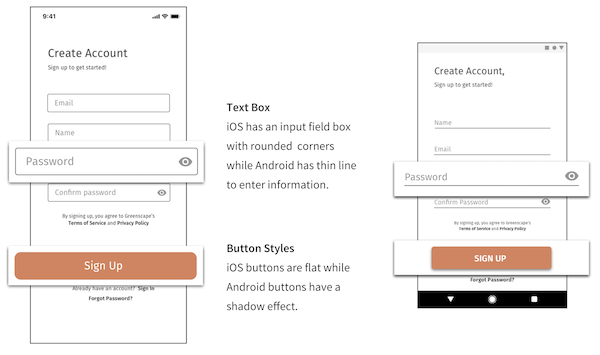 9:41
Create Account
Sign up to get started!
Email
Name
Password
Confirm password
By signing up, you agree to Greenscape's
Terms of Service and Privacy Policy
Sign Up
Already have an account? Sign In
Forgot Password?
Text Box
iOS has an input field box
with rounded corners
while Android has thin line
to enter information.
Button Styles
iOS buttons are flat while
Android buttons have a
shadow effect.
Create Account,
Sign up to get started!
Name
Email
Password
Confirm Password
By signing up, you agree to Greenscape's
Terms of Service and Privacy Policy
SIGN UP
Forgot Password?